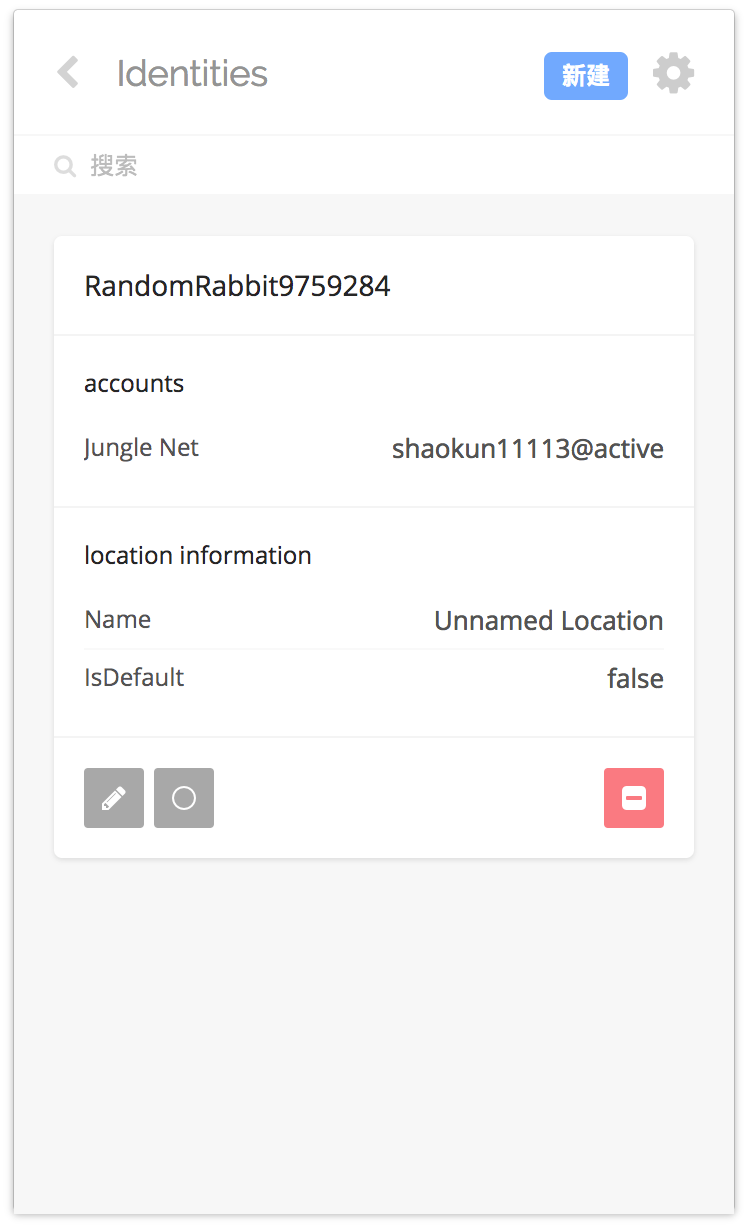 Identities
新建
搜索
RandomRabbit9759284
accounts
Jungle Net shaokun11113@active
location information
Name Unnamed Location
IsDefault false